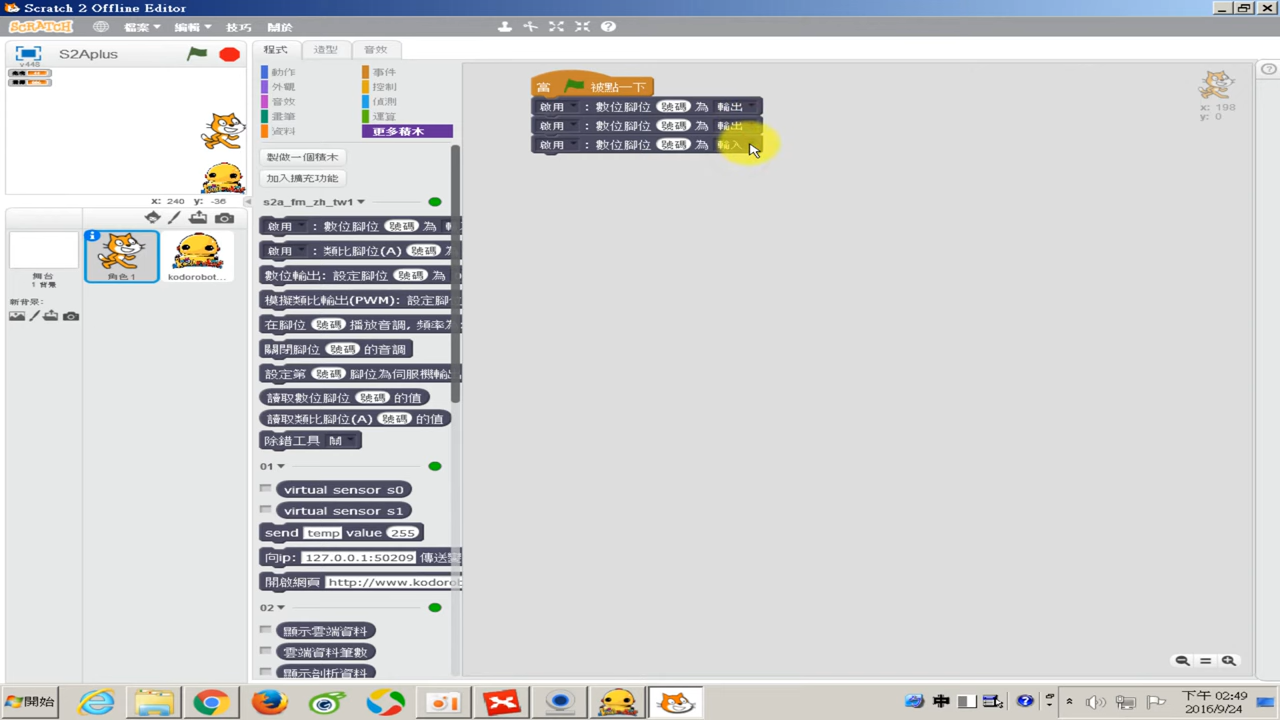 Scratch 2 Offline Editor
SCRATCH 檔案 編輯 技巧 關於
S2Aplus
v448
x: 240 y: -36
舞台
1 背景
角色1
kodorobot...
新背景:
程式 造型 音效
動作 事件
外觀 控制
音效 偵測
畫筆 運算
資料 更多積木
製做一個積木
加入擴充功能
s2a_fm_zh_tw1
啟用 : 數位腳位 號碼 為
啟用 : 類比腳位(A) 號碼
數位輸出: 設定腳位 號碼 為
模擬類比輸出(PWM): 設定腳
在腳位 號碼 播放音調, 頻率為
關閉腳位 號碼 的音調
設定第 號碼 腳位為伺服機輸出
讀取數位腳位 號碼 的值
讀取類比腳位(A) 號碼 的值
除錯工具 關
01
virtual sensor s0
virtual sensor s1
send temp value 255
向ip: 127.0.0.1:50209 傳送
開啟網頁 http://www.kodorob
02
顯示雲端資料
雲端資料筆數
顯示剖析資料
當 被點一下
啟用 : 數位腳位 號碼 為 輸出
啟用 : 數位腳位 號碼 為 輸出
啟用 : 數位腳位 號碼 為 輸入
x: 198
y: 0
開始
下午 02:49
2016/9/24